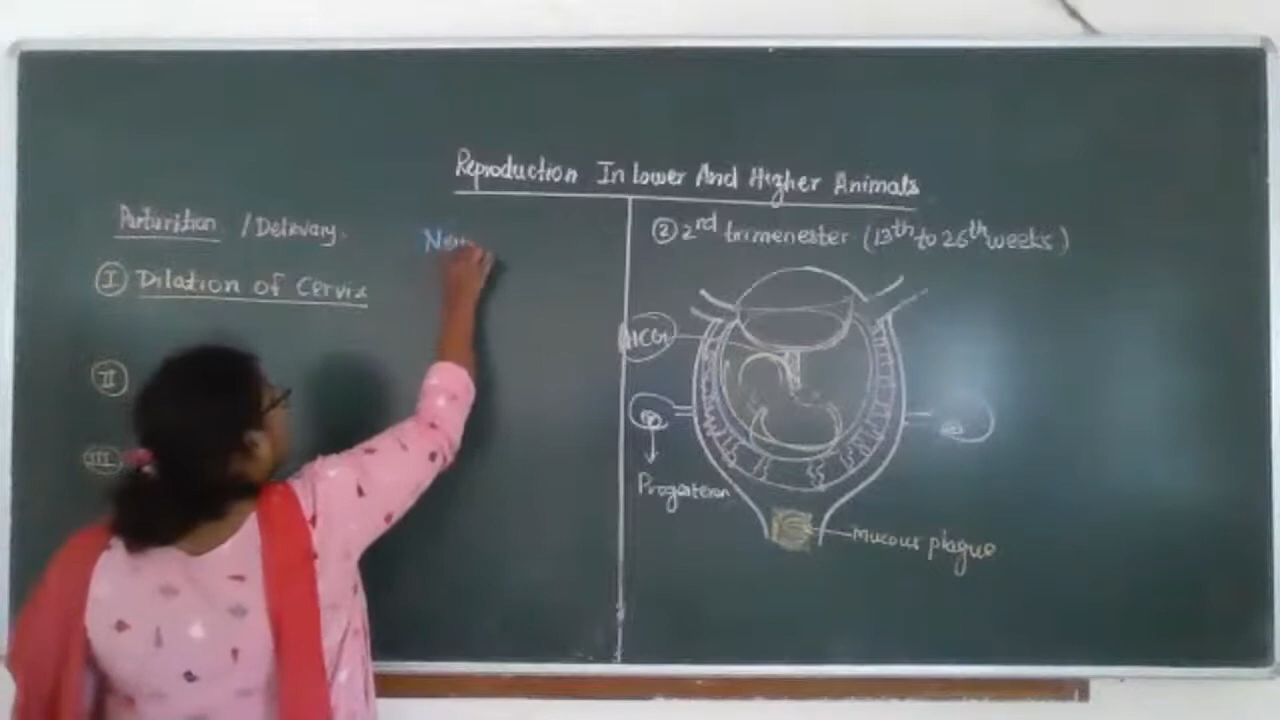 Reproduction In Lower And Higher Animals
Parturition / Delevary.
I Dilation of Cervix
II
III
② 2nd trimenester (13th to 26th weeks)
HCG
Progesteron
Mucous plague